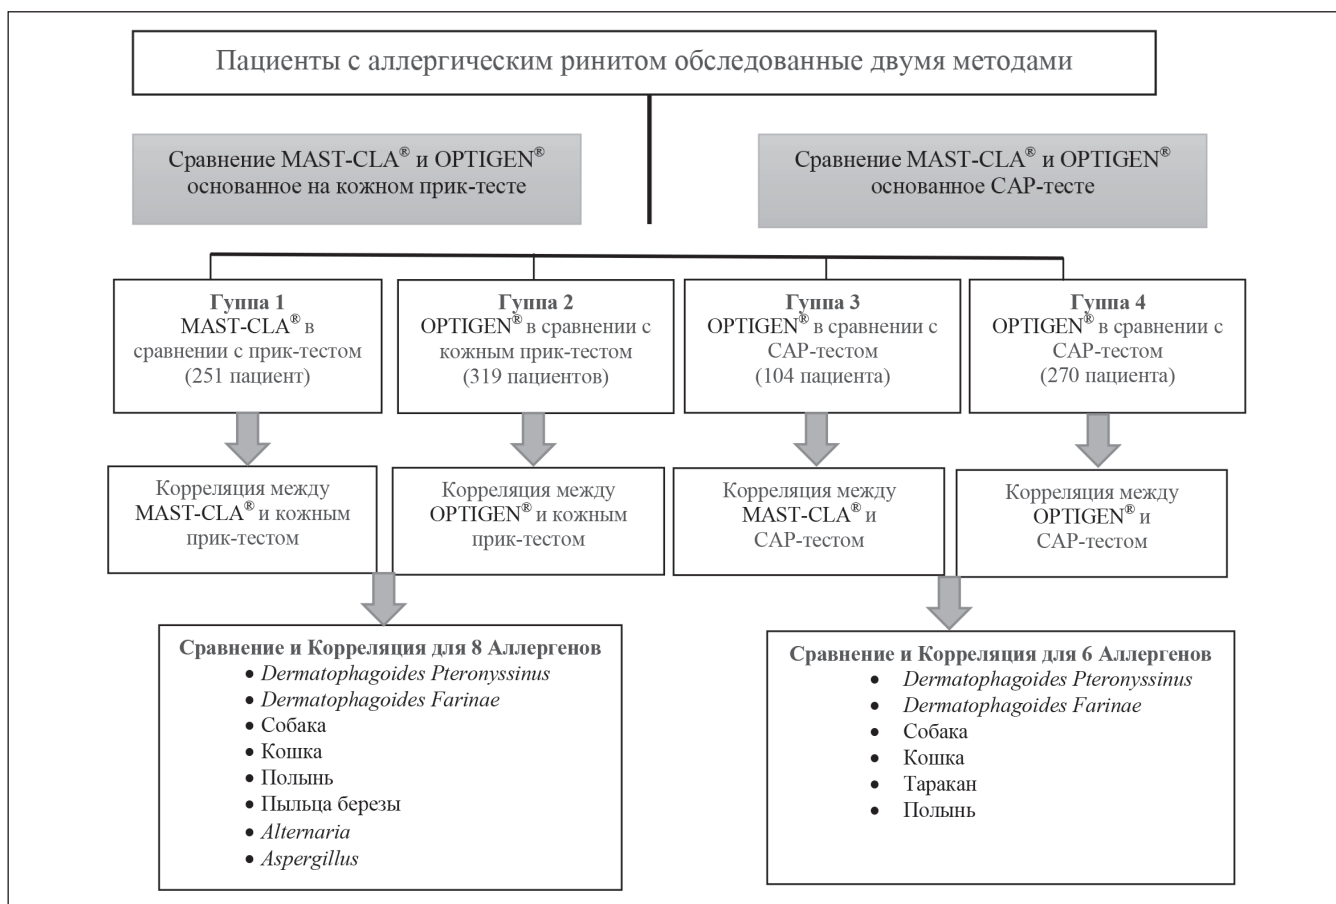 Пациенты с аллергическим ринитом обследованные двумя методами
Сравнение MAST-CLA® и OPTIGEN®
основанное на кожном прик-тесте
Сравнение MAST-CLA® и OPTIGEN®
основанное CAP-тесте
Гуппа 1
MAST-CLA® в
сравнении с прик-тестом
(251 пациент)
Гуппа 2
OPTIGEN® в сравнении с
кожным прик-тестом
(319 пациентов)
Гуппа 3
OPTIGEN® в сравнении с
CAP-тестом
(104 пациента)
Гуппа 4
OPTIGEN® в сравнении с
CAP-тестом
(270 пациента)
Корреляция между
MAST-CLA® и кожным
прик-тестом
Корреляция между
OPTIGEN® и кожным
прик-тестом
Корреляция между
MAST-CLA® и
CAP-тестом
Корреляция между
OPTIGEN® и
CAP-тестом
Сравнение и Корреляция для 8 Аллергенов
• Dermatophagoides Pteronyssinus
• Dermatophagoides Farinae
• Собака
• Кошка
• Полынь
• Пыльца березы
• Alternaria
• Aspergillus
Сравнение и Корреляция для 6 Аллергенов
• Dermatophagoides Pteronyssinus
• Dermatophagoides Farinae
• Собака
• Кошка
• Таракан
• Полынь